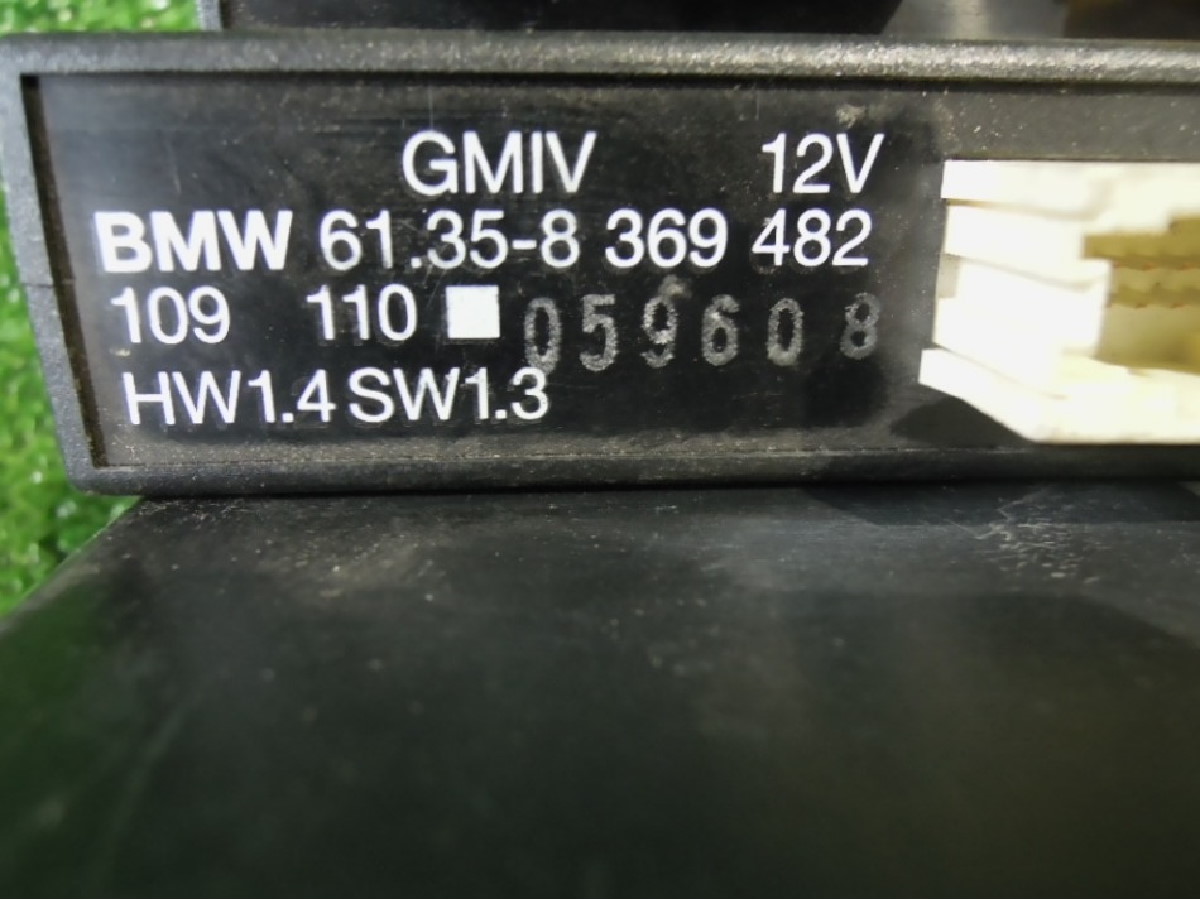 GMIV 12V
BMW 61.35-8 369 482
109 110 059608
HW1.4 SW1.3